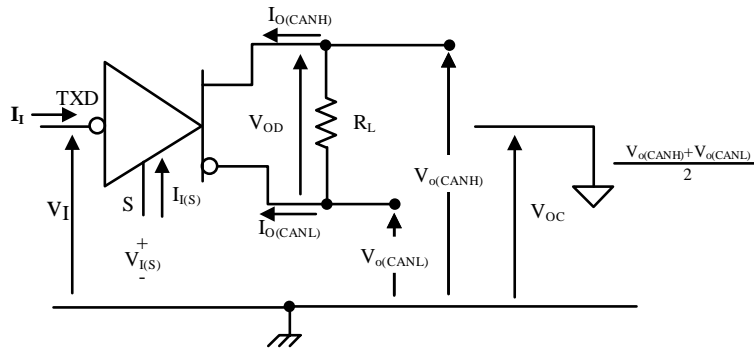 I_O(CANH)
I_I
TXD
V_OD
R_L
V_o(CANH)+V_o(CANL)
2
V_o(CANH)
V_I
S
I_I(S)
V_OC
I_O(CANL)
+
V_I(S)
-
V_o(CANL)